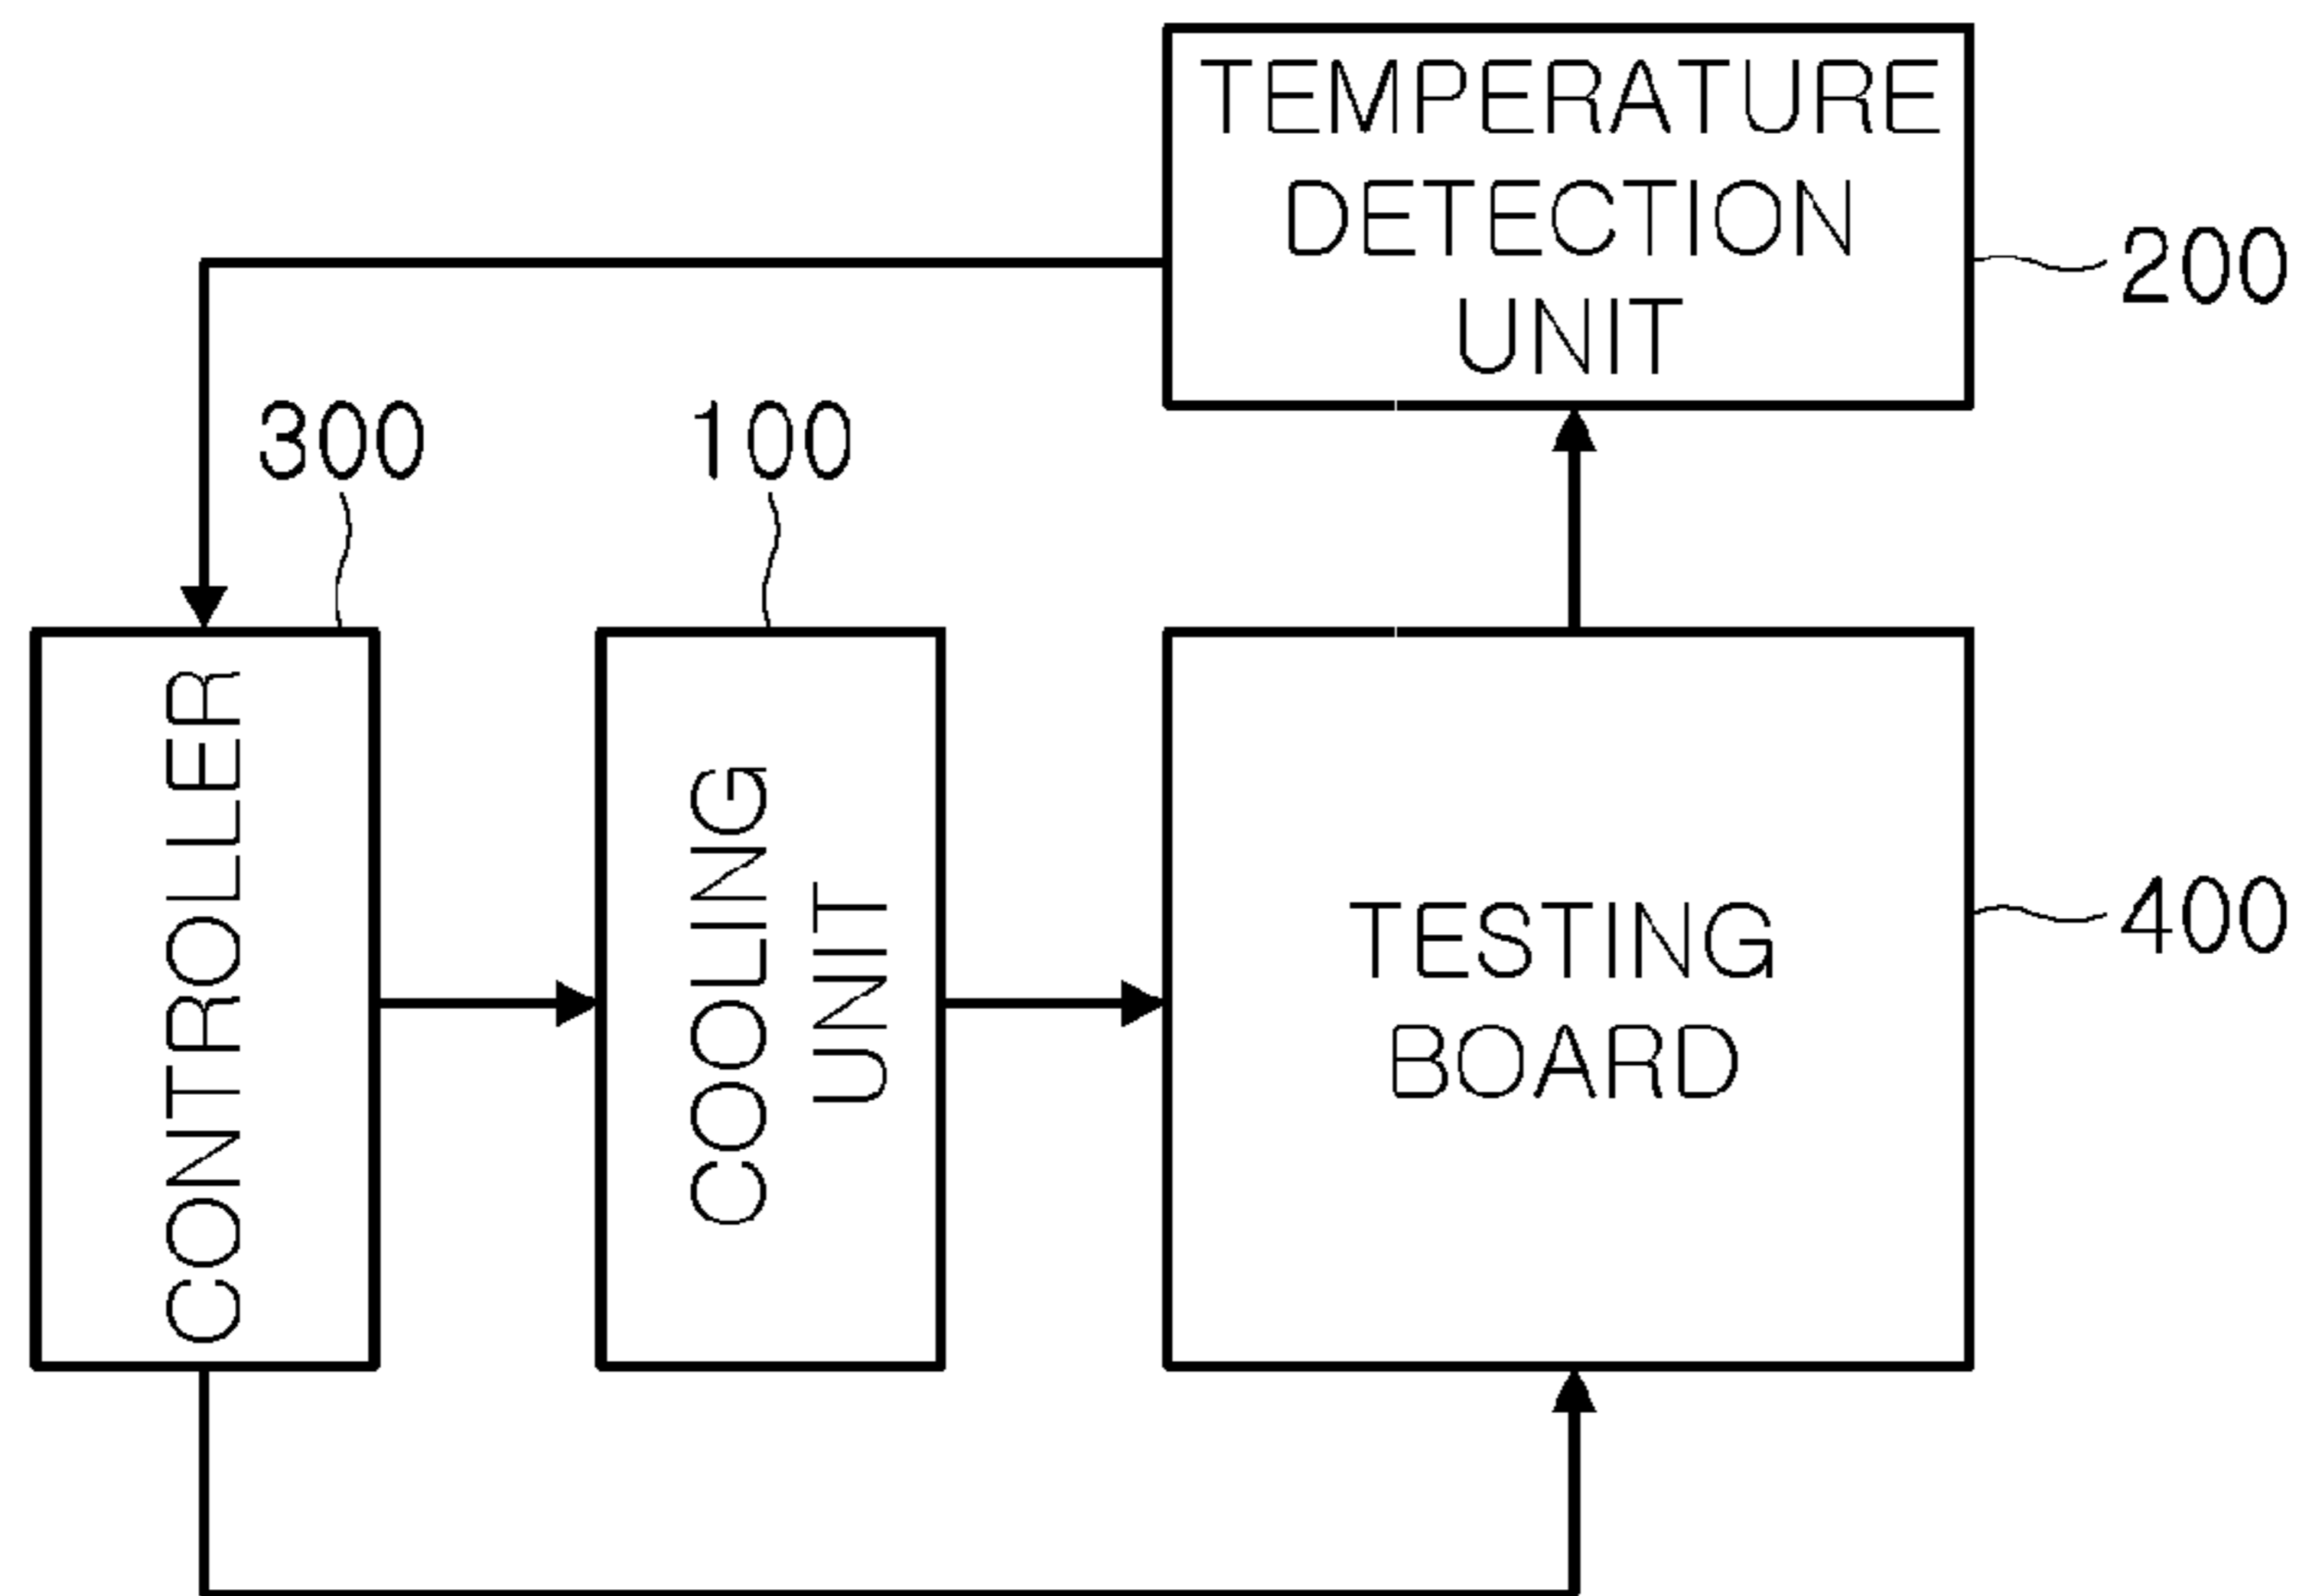 TEMPERATURE
DETECTION
UNIT
200
300
100
CONTROLLER
COOLING
UNIT
TESTING
BOARD
400